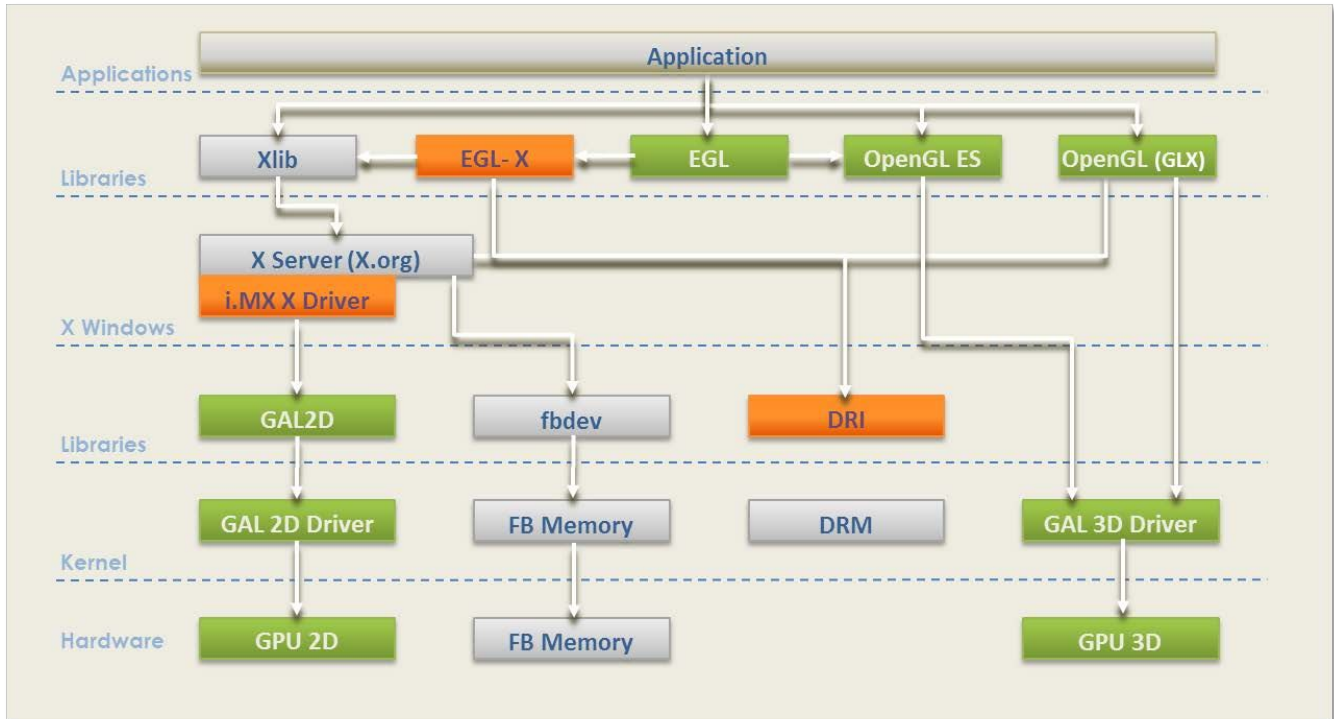 Application
Applications
Xlib
EGL- X
EGL
OpenGL ES
OpenGL (GLX)
Libraries
X Server (X.org)
i.MX X Driver
X Windows
GAL2D
fbdev
DRI
Libraries
GAL 2D Driver
FB Memory
DRM
GAL 3D Driver
Kernel
Hardware
GPU 2D
FB Memory
GPU 3D